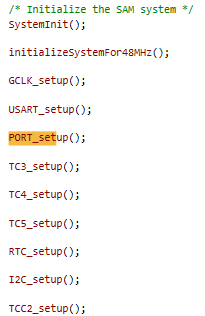 /* Initialize the SAM system */
SystemInit();
initializeSystemFor48MHz();
GCLK_setup();
USART_setup();
PORT_setup();
TC3_setup();
TC4_setup();
TC5_setup();
RTC_setup();
I2C_setup();
TCC2_setup();